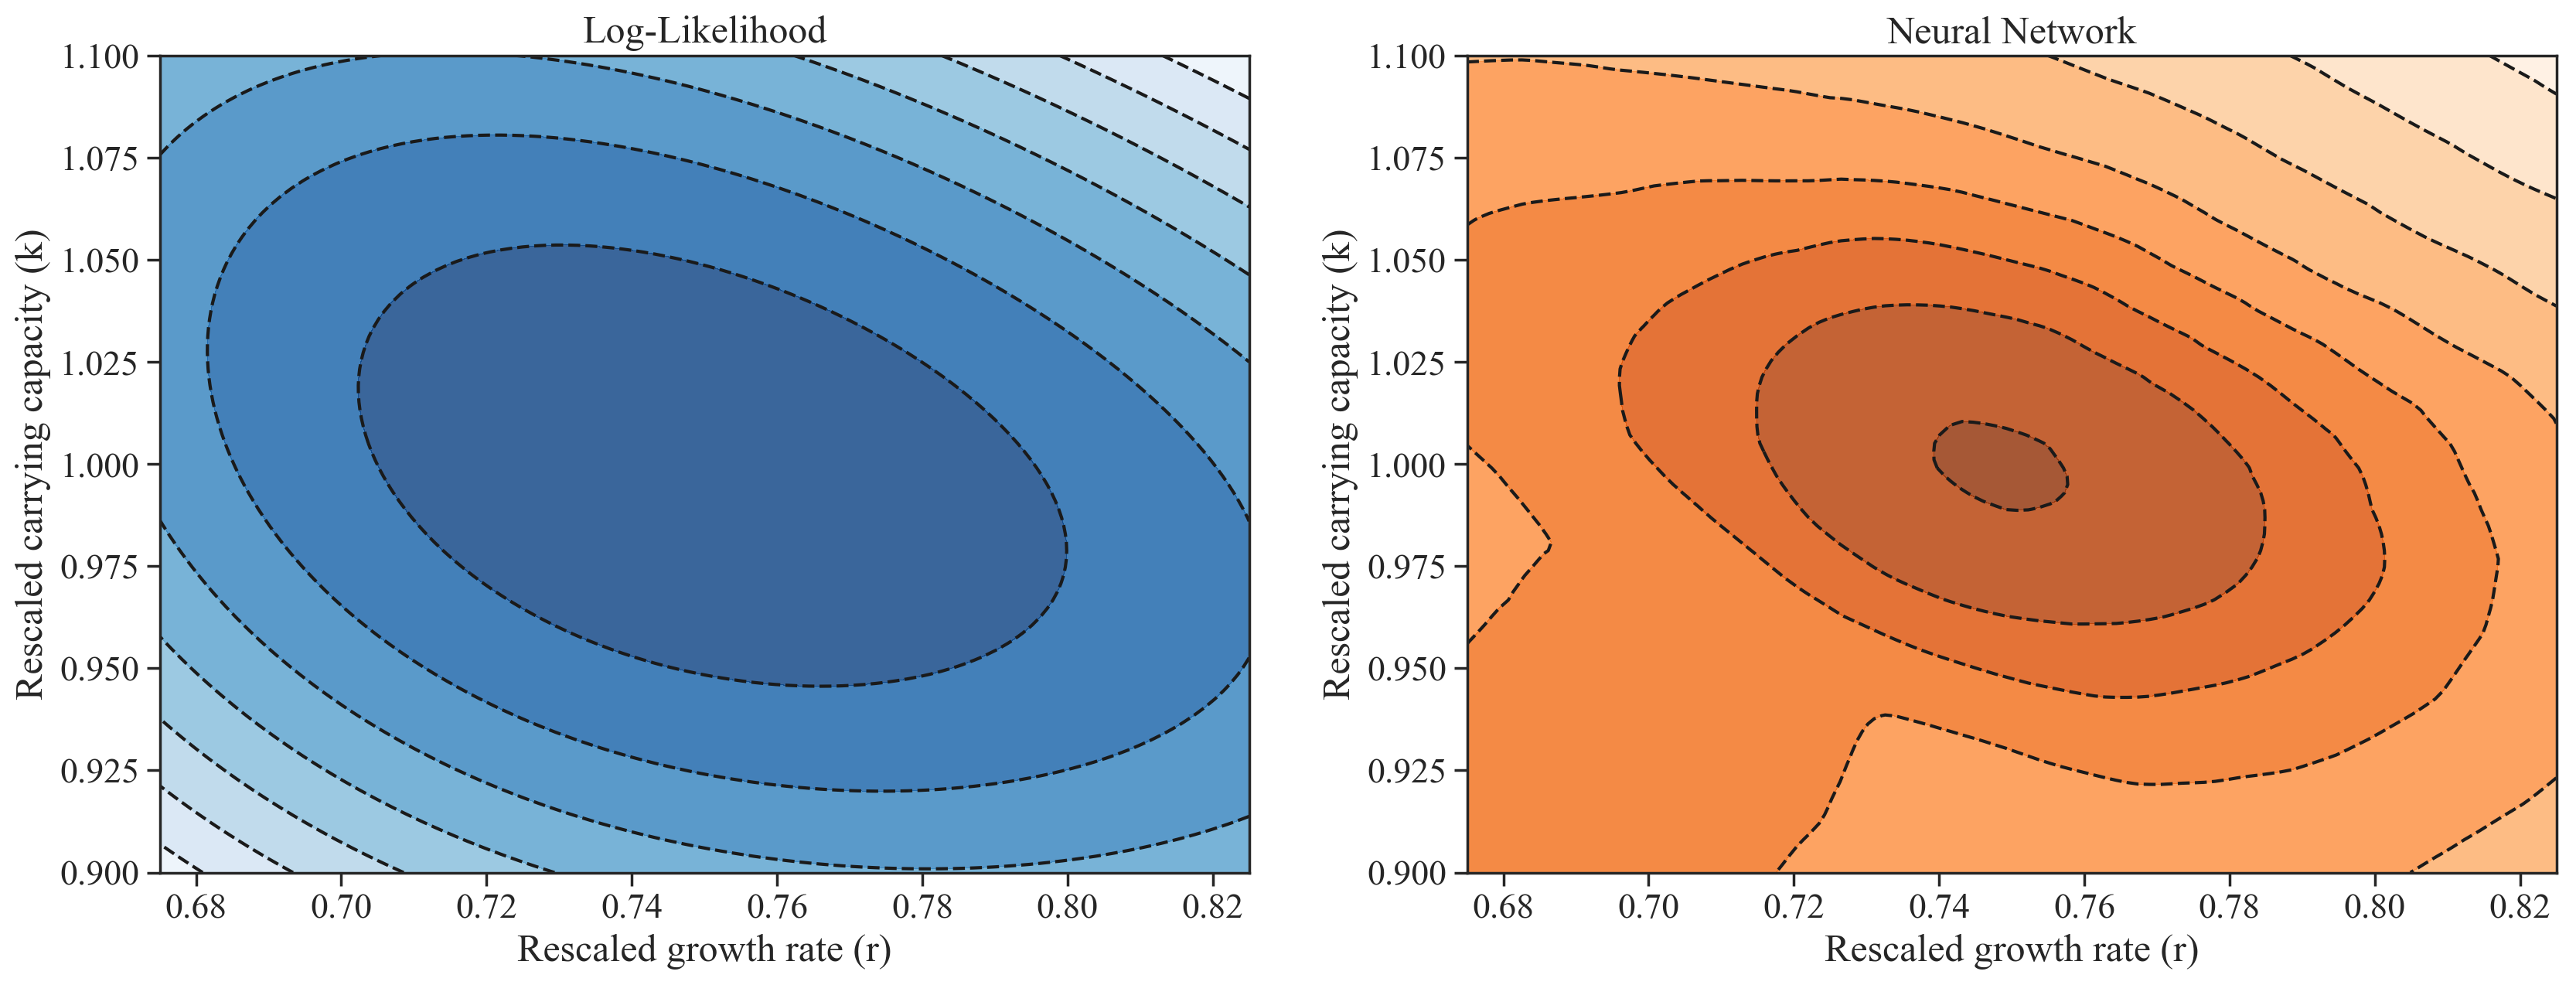 Log-Likelihood
Rescaled carrying capacity (k)
1.100
1.075
1.050
1.025
1.000
0.975
0.950
0.925
0.900
0.68 0.70 0.72 0.74 0.76 0.78 0.80 0.82
Rescaled growth rate (r)
Neural Network
Rescaled carrying capacity (k)
1.100
1.075
1.050
1.025
1.000
0.975
0.950
0.925
0.900
0.68 0.70 0.72 0.74 0.76 0.78 0.80 0.82
Rescaled growth rate (r)